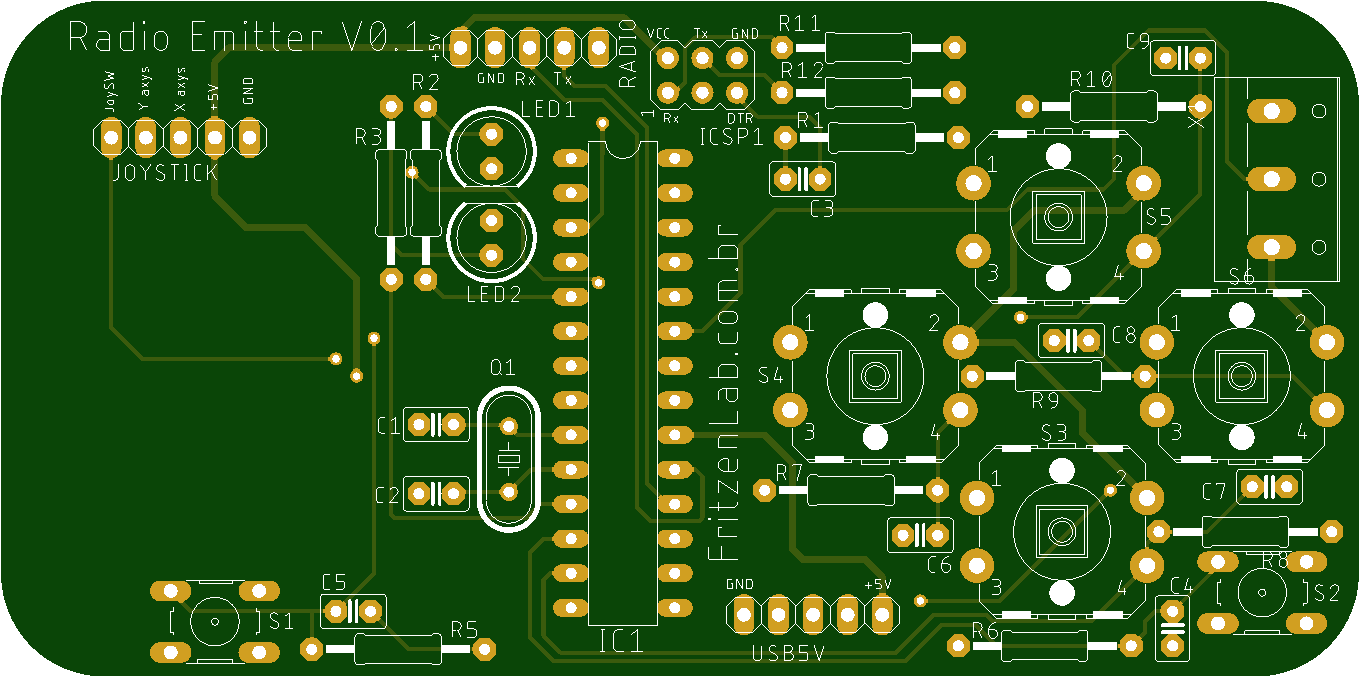 Radio Emitter V0.1
+5V
GND
Rx
Tx
RADIO
VCC
Tx
GND
R11
C9
JoySW
Y axys
X axys
+5V
GND
R2
LED1
R12
R10
1
Rx
DTR
ICSP1
R1
R3
X1
JOYSTICK
1
2
C3
S5
FritzenLab.com.br
3
4
S6
LED2
1
2
C8
1
2
Q1
S4
R9
C1
3
4
S3
3
4
R7
1
2
C2
C7
C6
R8
C5
GND
+5V
3
4
C4
S2
S1
R5
IC1
USB5V
R6